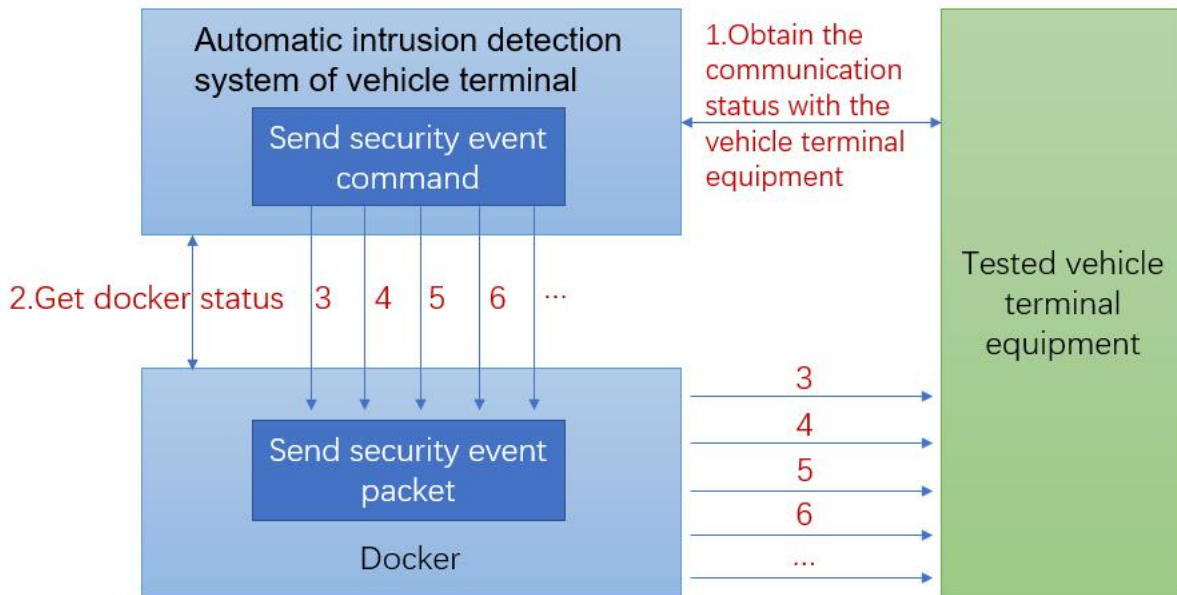 Automatic intrusion detection
system of vehicle terminal
Send security event
command
1.Obtain the
communication
status with the
vehicle terminal
equipment
2.Get docker status
3
4
5
6
...
Tested vehicle
terminal
equipment
Send security event
packet
Docker
3
4
5
6
...